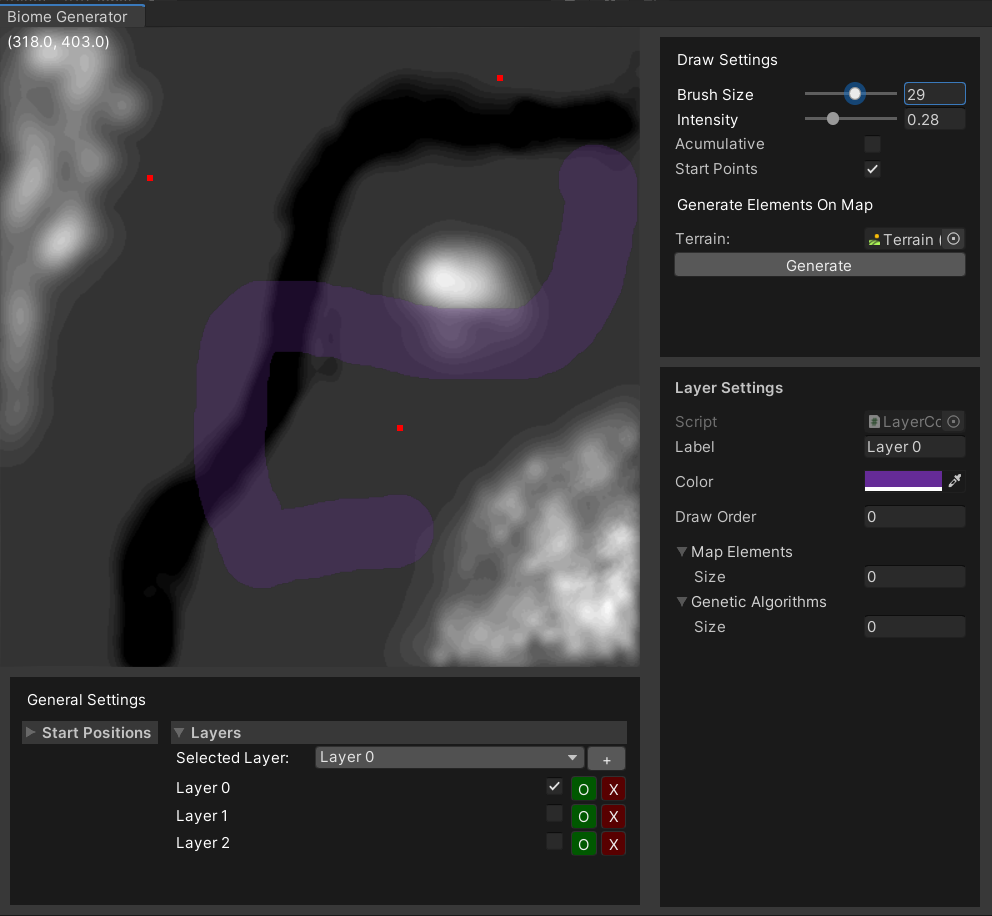 Biome Generator
(318.0, 403.0)
Draw Settings
Brush Size 29
Intensity 0.28
Acumulative
Start Points
Generate Elements On Map
Terrain: Terrain (
Generate
Layer Settings
Script LayerCo
Label Layer 0
Color
Draw Order 0
Map Elements
Size 0
Genetic Algorithms
Size 0
General Settings
Start Positions
Layers
Selected Layer: Layer 0 +
Layer 0 O X
Layer 1 O X
Layer 2 O X